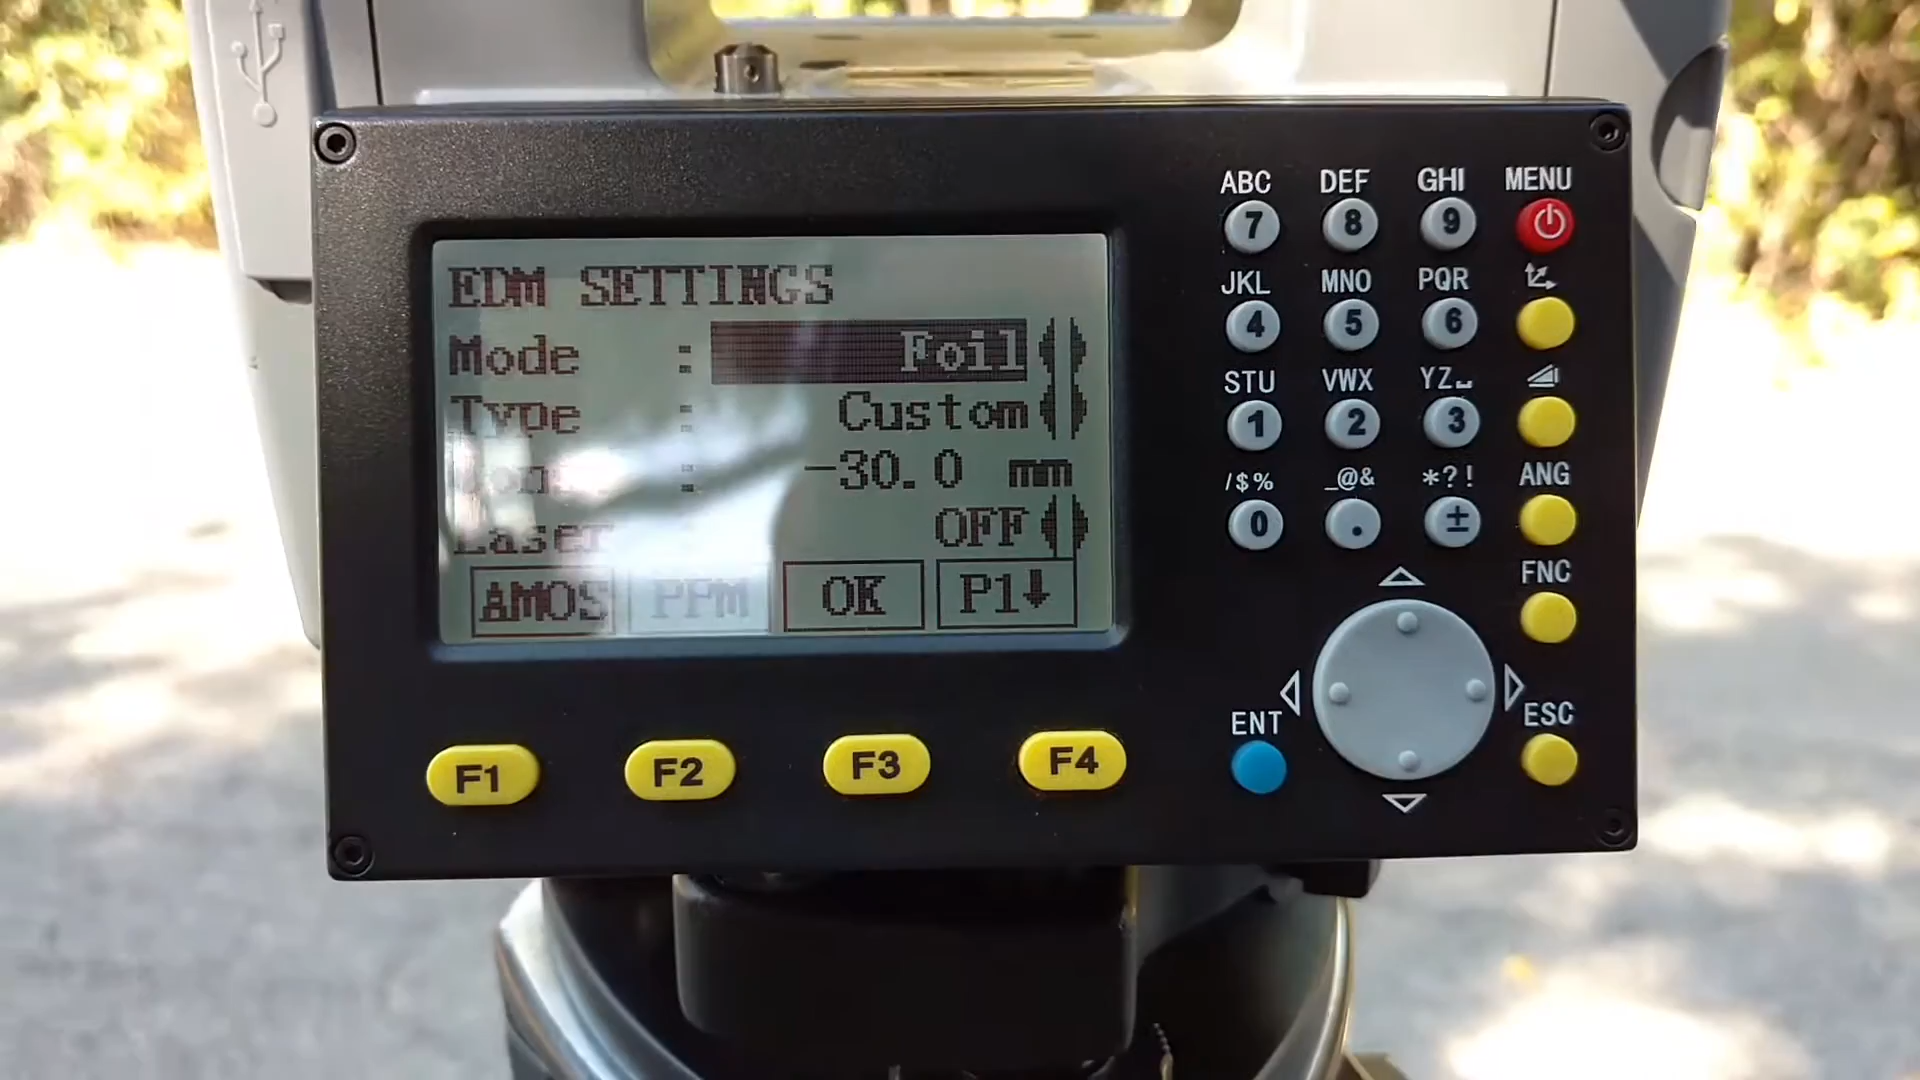 EDM SETTINGS
Mode : Foil
Type : Custom
Const : -30.0 mm
Laser : OFF
AMOS PPM OK P1
F1 F2 F3 F4
ABC DEF GHI MENU
7 8 9
JKL MNO PQR
4 5 6
STU VWX YZ
1 2 3
/$% _@& *?! ANG
0 . ±
FNC
ENT ESC